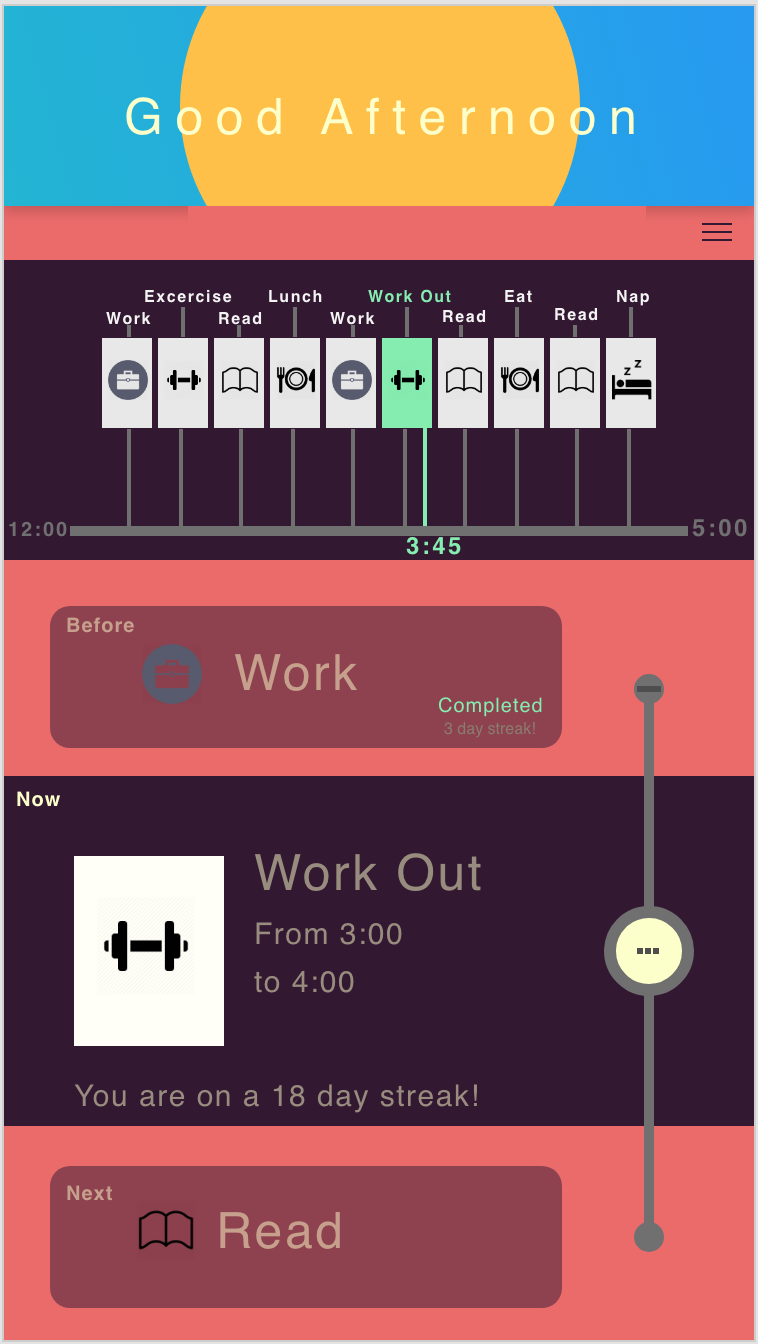 Good Afternoon
Excercise Lunch Work Out Eat Nap
Work Read Work Read Read
z z
12:00 5:00
3:45
Before
Work
Completed
3 day streak!
Now
Work Out
From 3:00
to 4:00
You are on a 18 day streak!
Next
Read